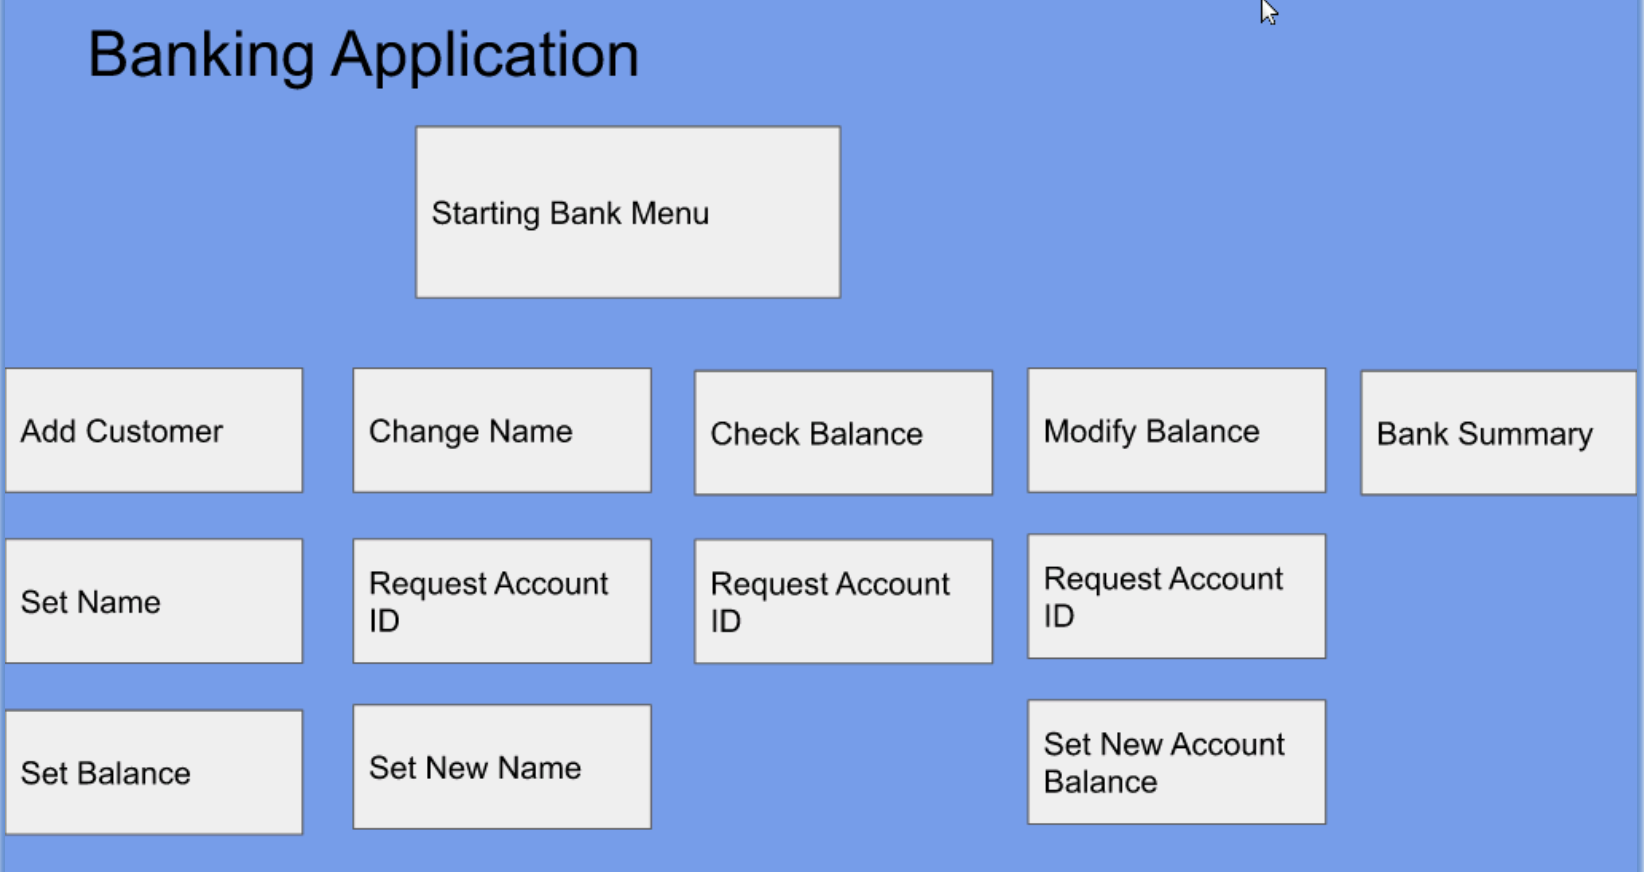 Banking Application
Starting Bank Menu
Add Customer
Change Name
Check Balance
Modify Balance
Bank Summary
Set Name
Request Account
ID
Request Account
ID
Request Account
ID
Set Balance
Set New Name
Set New Account
Balance